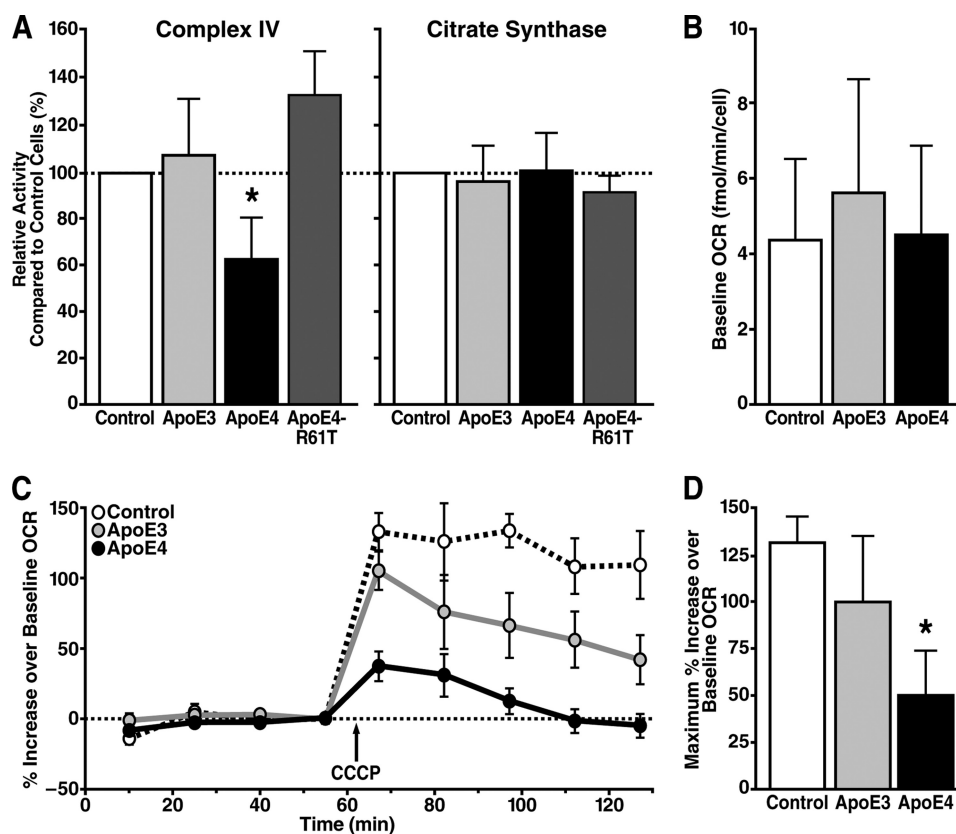 A
Complex IV
Citrate Synthase
Relative Activity
Compared to Control Cells (%)
160
140
120
100
80
60
40
20
0
*
Control ApoE3 ApoE4 ApoE4-
R61T
Control ApoE3 ApoE4 ApoE4-
R61T
B
Baseline OCR (fmol/min/cell)
10
8
6
4
2
0
Control ApoE3 ApoE4
C
% Increase over Baseline OCR
150
100
50
0
−50
Control
ApoE3
ApoE4
CCCP
0 20 40 60 80 100 120
Time (min)
D
Maximum % Increase over
Baseline OCR
150
125
100
75
50
25
0
*
Control ApoE3 ApoE4